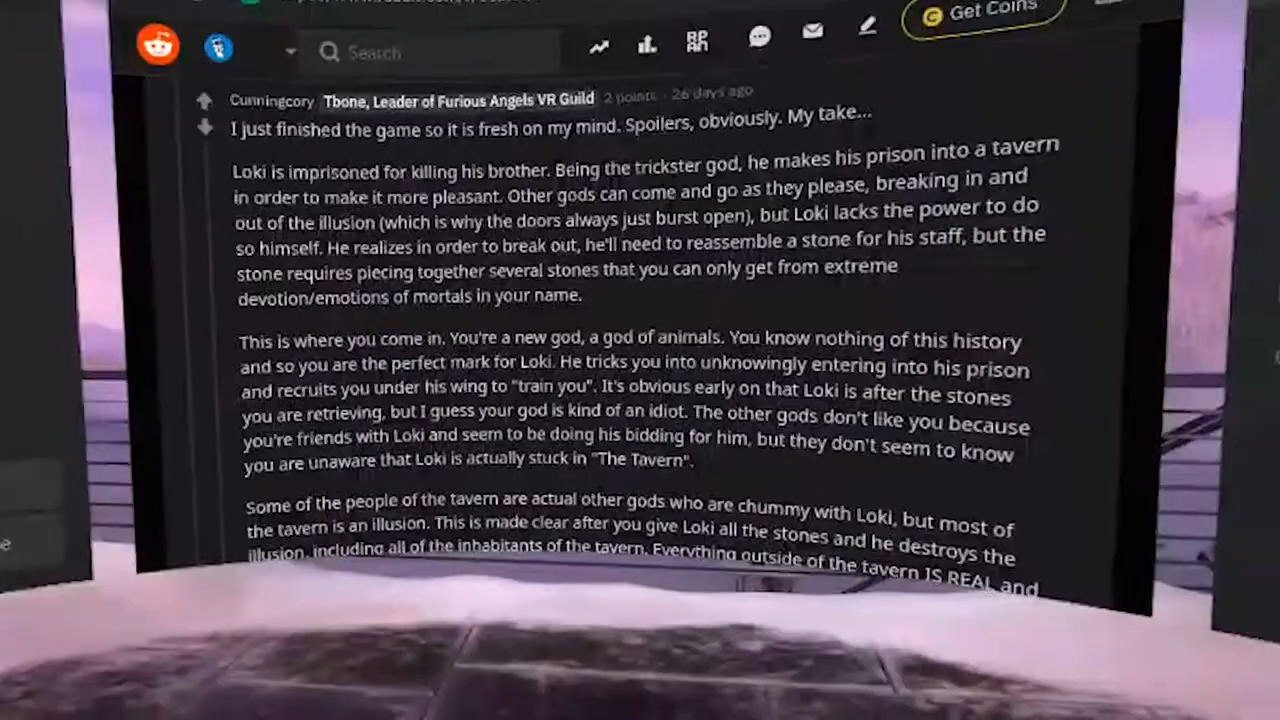 Search
Get Coins
Cunningcory Tbone, Leader of Furious Angels VR Guild 2 points · 26 days ago
I just finished the game so it is fresh on my mind. Spoilers, obviously. My take...
Loki is imprisoned for killing his brother. Being the trickster god, he makes his prison into a tavern
in order to make it more pleasant. Other gods can come and go as they please, breaking in and
out of the illusion (which is why the doors always just burst open), but Loki lacks the power to do
so himself. He realizes in order to break out, he'll need to reassemble a stone for his staff, but the
stone requires piecing together several stones that you can only get from extreme
devotion/emotions of mortals in your name.
This is where you come in. You're a new god, a god of animals. You know nothing of this history
and so you are the perfect mark for Loki. He tricks you into unknowingly entering into his prison
and recruits you under his wing to "train you". It's obvious early on that Loki is after the stones
you are retrieving, but I guess your god is kind of an idiot. The other gods don't like you because
you're friends with Loki and seem to be doing his bidding for him, but they don't seem to know
you are unaware that Loki is actually stuck in "The Tavern".
Some of the people of the tavern are actual other gods who are chummy with Loki, but most of
the tavern is an illusion. This is made clear after you give Loki all the stones and he destroys the
illusion, including all of the inhabitants of the tavern. Everything outside of the tavern IS REAL and